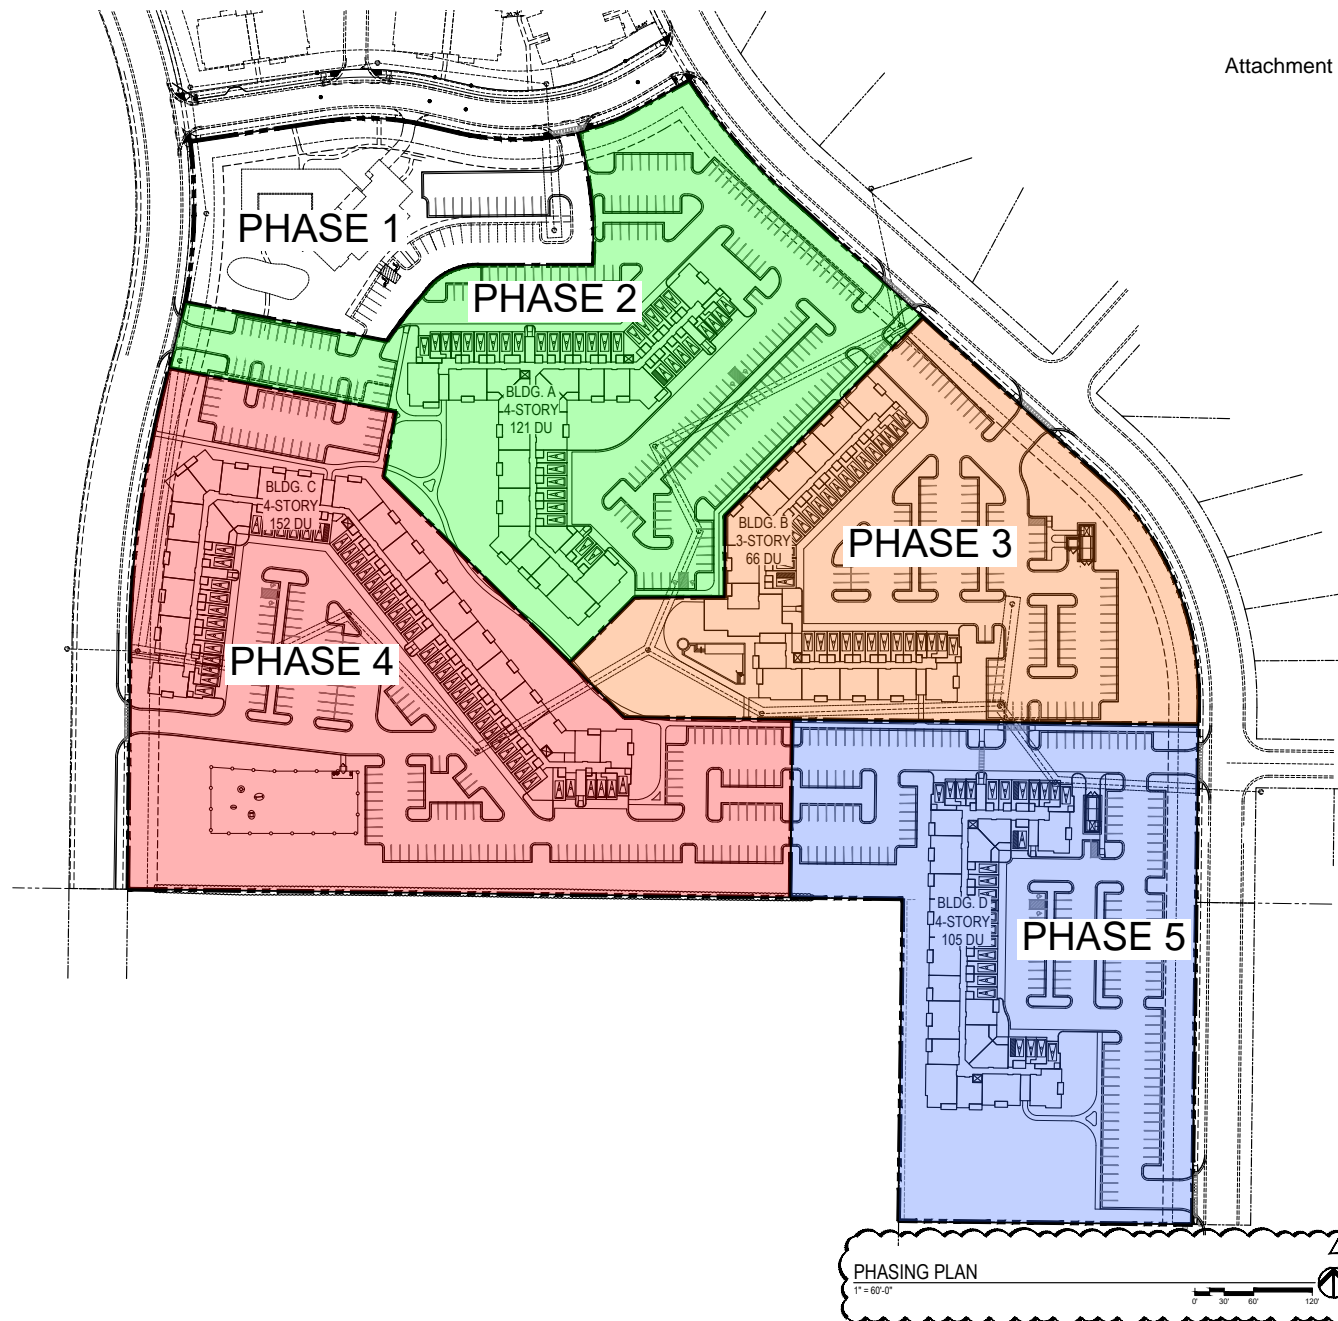 Attachment
PHASE 1
PHASE 2
BLDG. A
4-STORY
121 DU
BLDG. C
4-STORY
152 DU
BLDG. B
3-STORY
66 DU
PHASE 3
PHASE 4
BLDG. D
4-STORY
105 DU
PHASE 5
PHASING PLAN
1" = 60'-0"
0' 30' 60' 120'